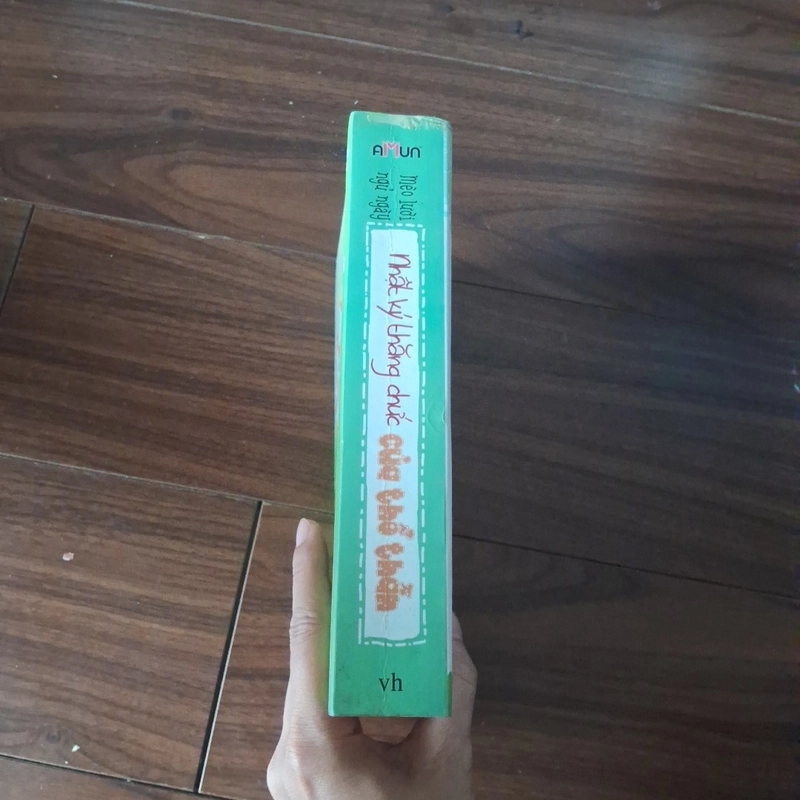 AMUN
Mèo lười
ngủ ngày
Nhật ký thăng chức
của thổ thần
vh